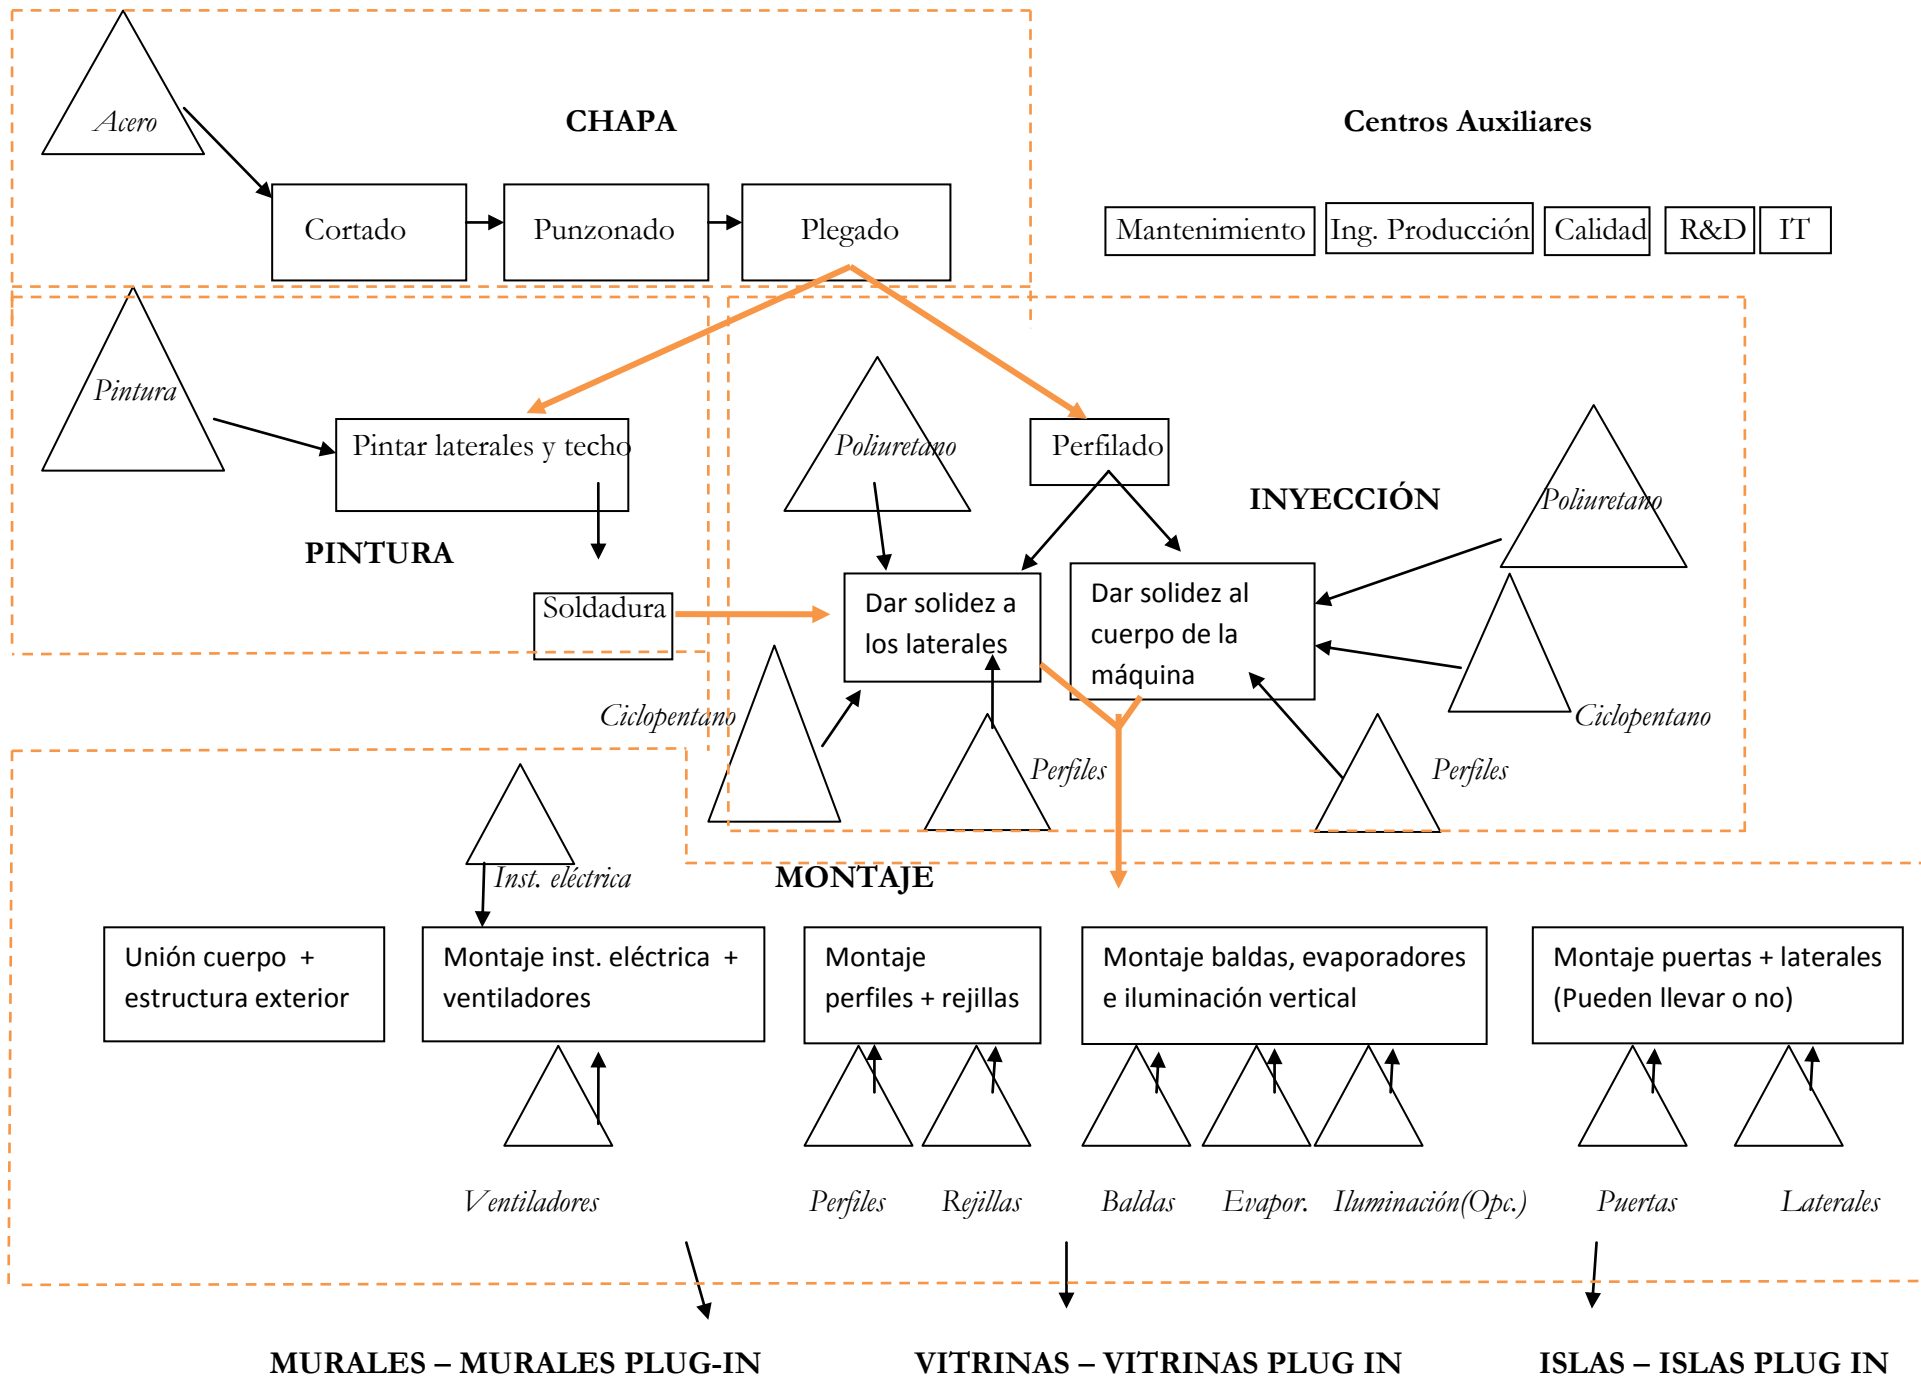 Acero
CHAPA
Centros Auxiliares
Cortado
Punzonado
Plegado
Mantenimiento
Ing. Producción
Calidad
R&D
IT
Pintura
Pintar laterales y techo
Poliuretano
Perfilado
INYECCIÓN
Poliuretano
PINTURA
Soldadura
Dar solidez a
los laterales
Dar solidez al
cuerpo de la
máquina
Ciclopentano
Perfiles
Ciclopentano
Perfiles
Inst. eléctrica
MONTAJE
Unión cuerpo +
estructura exterior
Montaje inst. eléctrica +
ventiladores
Montaje
perfiles + rejillas
Montaje baldas, evaporadores
e iluminación vertical
Montaje puertas + laterales
(Pueden llevar o no)
Ventiladores
Perfiles
Rejillas
Baldas
Evapor.
Iluminación(Opc.)
Puertas
Laterales
MURALES – MURALES PLUG-IN
VITRINAS – VITRINAS PLUG IN
ISLAS – ISLAS PLUG IN